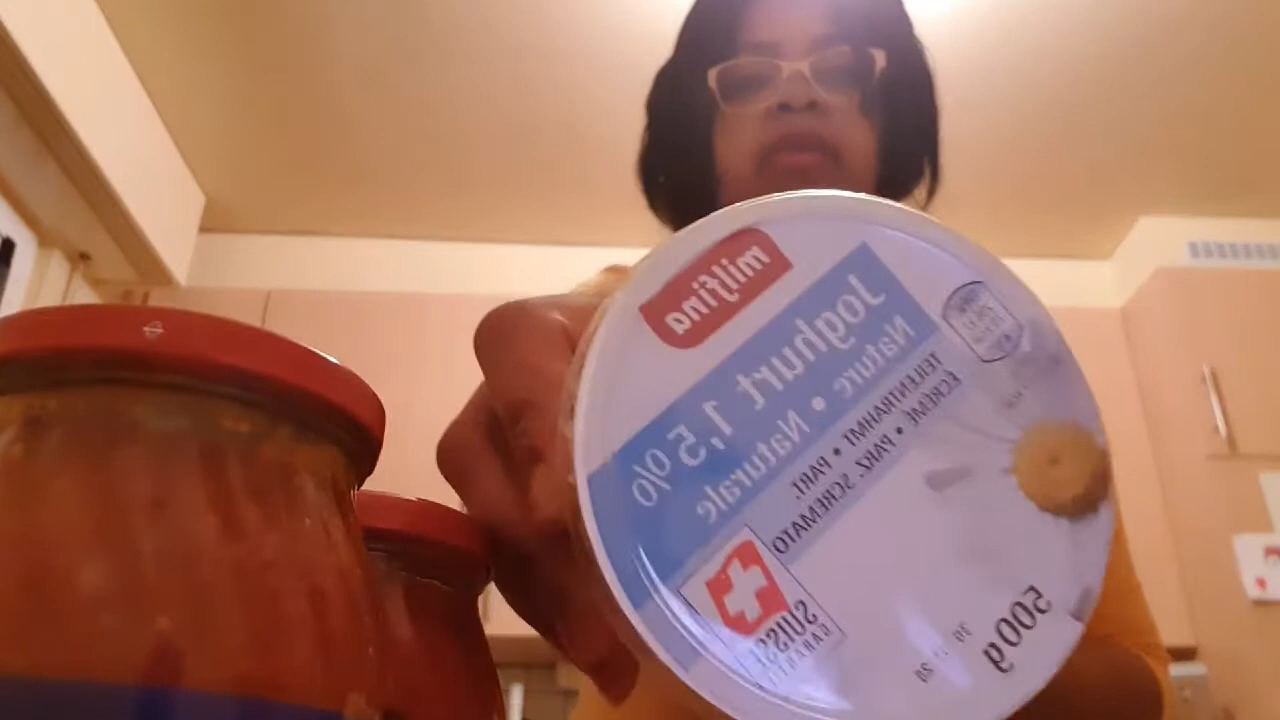 milfina
Joghurt 1,5%
Nature • Naturale
TEILENTRAHMT • PART.
ÉCRÉMÉ • PARZ. SCREMATO
SUISSE
GARANTIE
500g